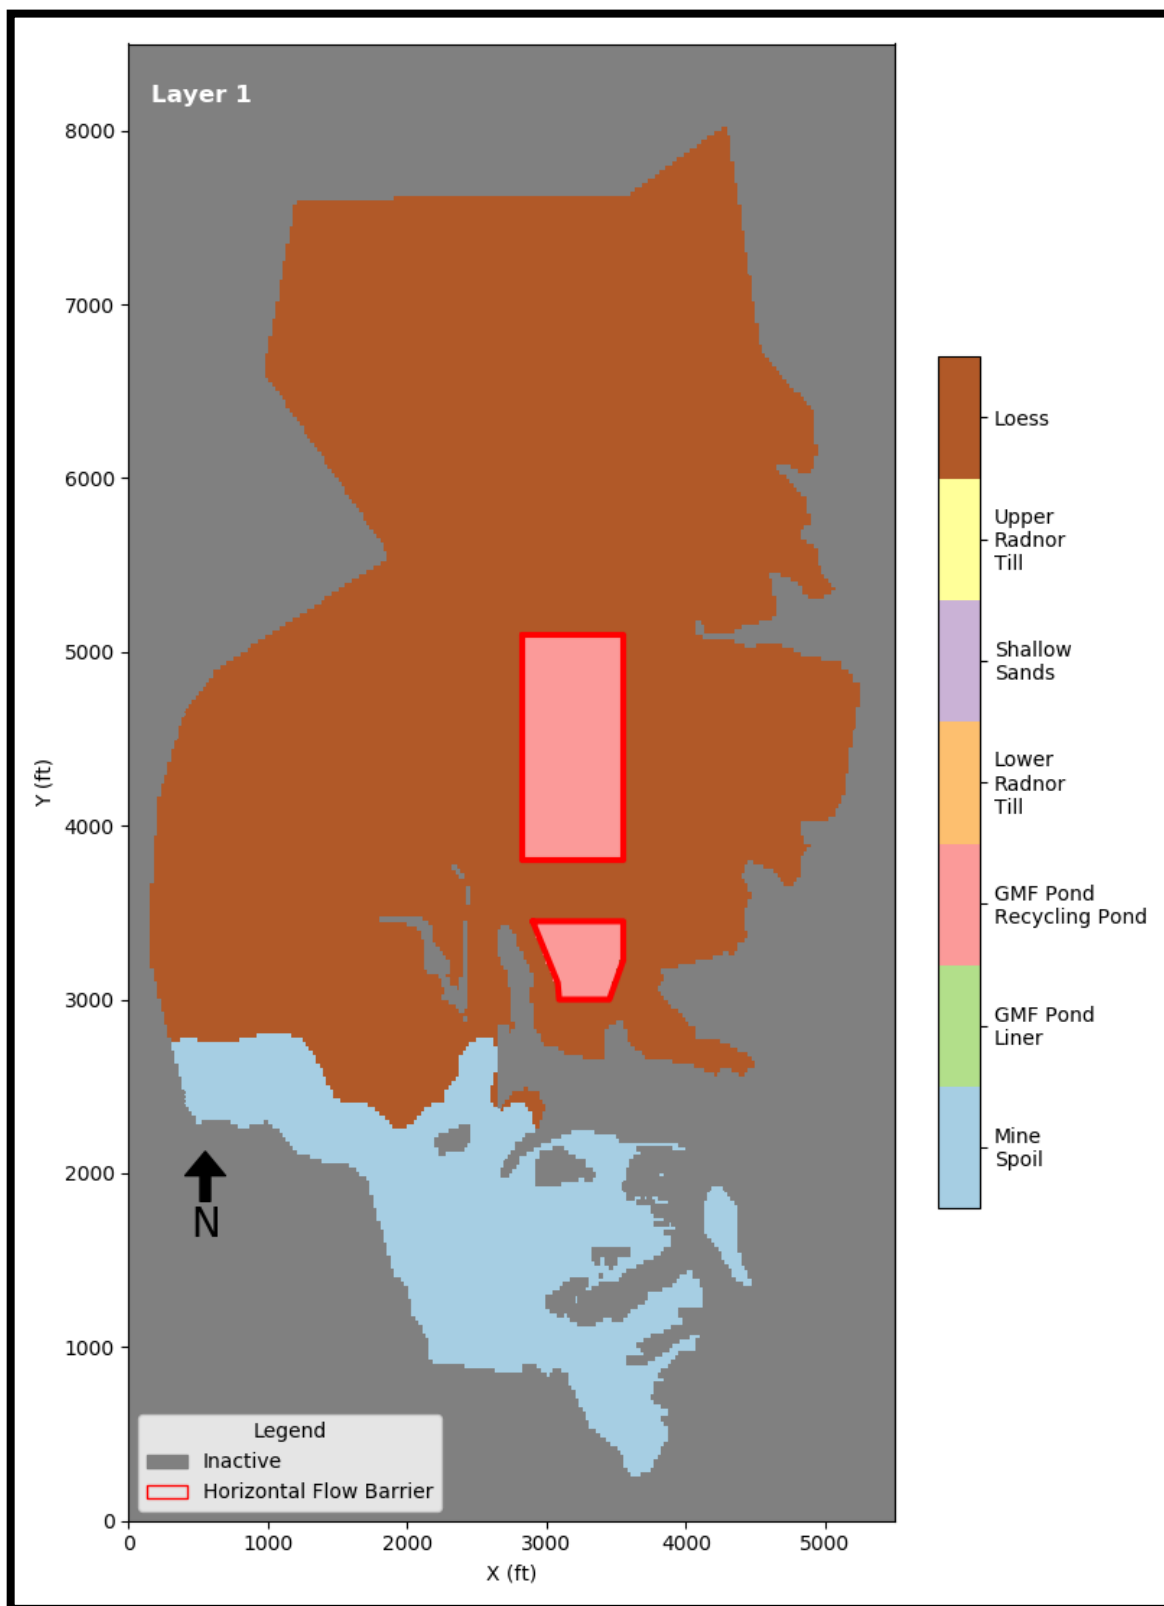 Layer 1
8000
7000
6000
5000
4000
3000
2000
1000
0
Y (ft)
0
1000
2000
3000
4000
5000
X (ft)
N
Legend
Inactive
Horizontal Flow Barrier
Loess
Upper
Radnor
Till
Shallow
Sands
Lower
Radnor
Till
GMF Pond
Recycling Pond
GMF Pond
Liner
Mine
Spoil